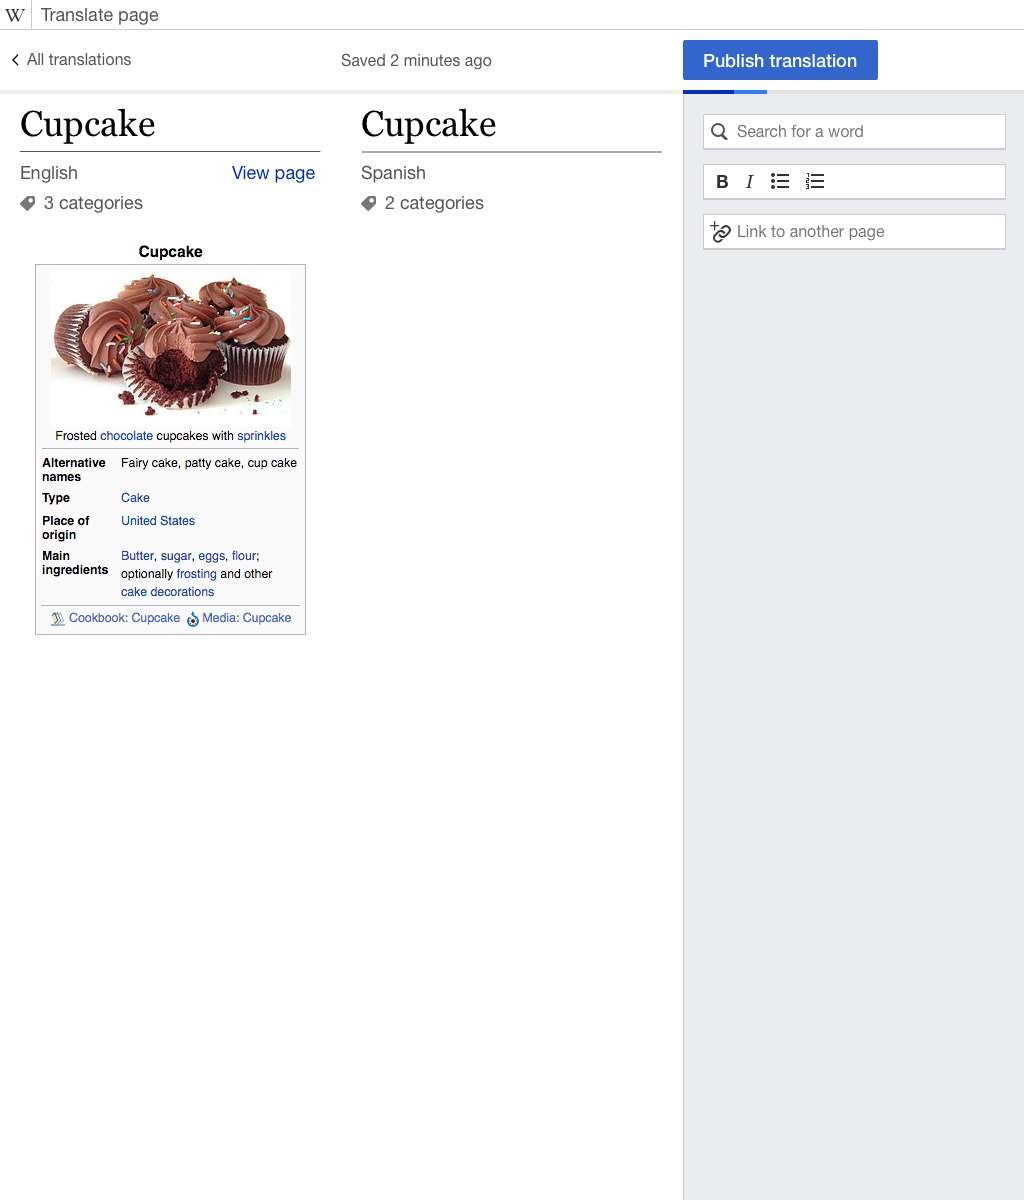 W Translate page
All translations
Saved 2 minutes ago
Publish translation
Cupcake
English
View page
3 categories
Cupcake
Spanish
2 categories
Cupcake
Frosted chocolate cupcakes with sprinkles
Alternative names
Fairy cake, patty cake, cup cake
Type
Cake
Place of origin
United States
Main ingredients
Butter, sugar, eggs, flour;
optionally frosting and other
cake decorations
Cookbook: Cupcake Media: Cupcake
Search for a word
B I
Link to another page